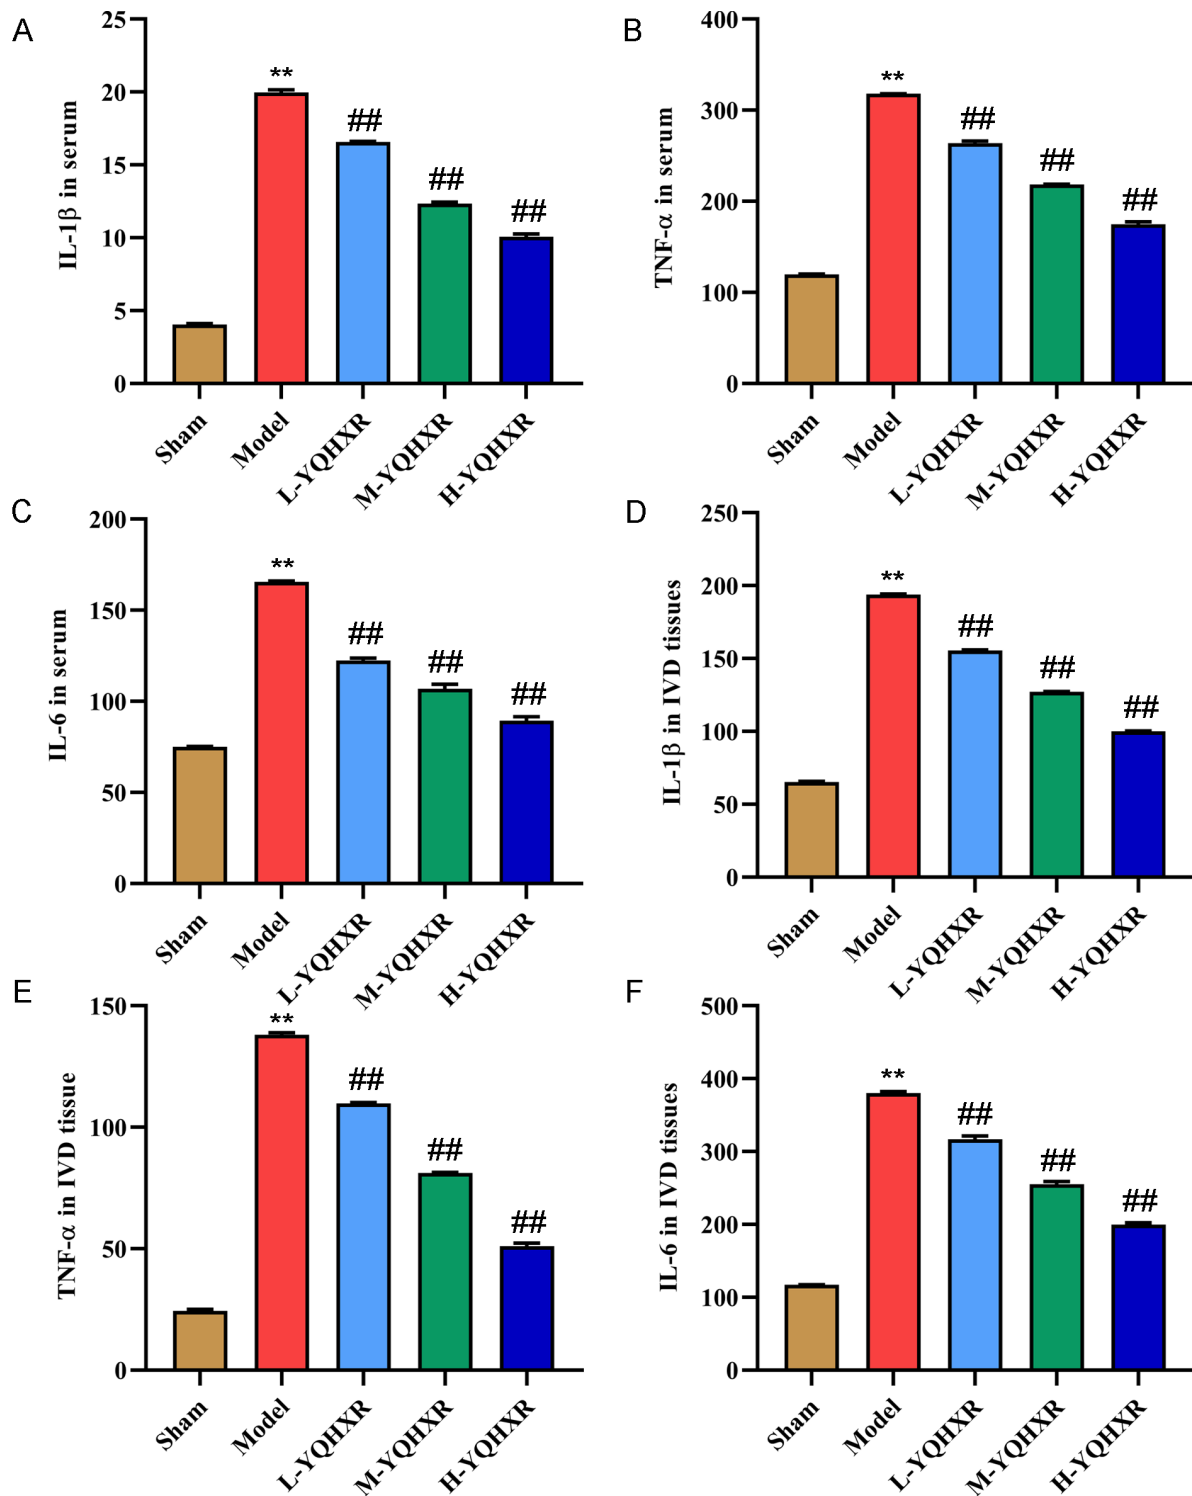 A
IL-1β in serum
25
20
15
10
5
0
**
##
##
##
Sham
Model
L-YQHXR
M-YQHXR
H-YQHXR
B
TNF-α in serum
400
300
200
100
0
**
##
##
##
Sham
Model
L-YQHXR
M-YQHXR
H-YQHXR
C
IL-6 in serum
200
150
100
50
0
**
##
##
##
Sham
Model
L-YQHXR
M-YQHXR
H-YQHXR
D
IL-1β in IVD tissues
250
200
150
100
50
0
**
##
##
##
Sham
Model
L-YQHXR
M-YQHXR
H-YQHXR
E
TNF-α in IVD tissue
150
100
50
0
**
##
##
##
Sham
Model
L-YQHXR
M-YQHXR
H-YQHXR
F
IL-6 in IVD tissues
500
400
300
200
100
0
**
##
##
##
Sham
Model
L-YQHXR
M-YQHXR
H-YQHXR